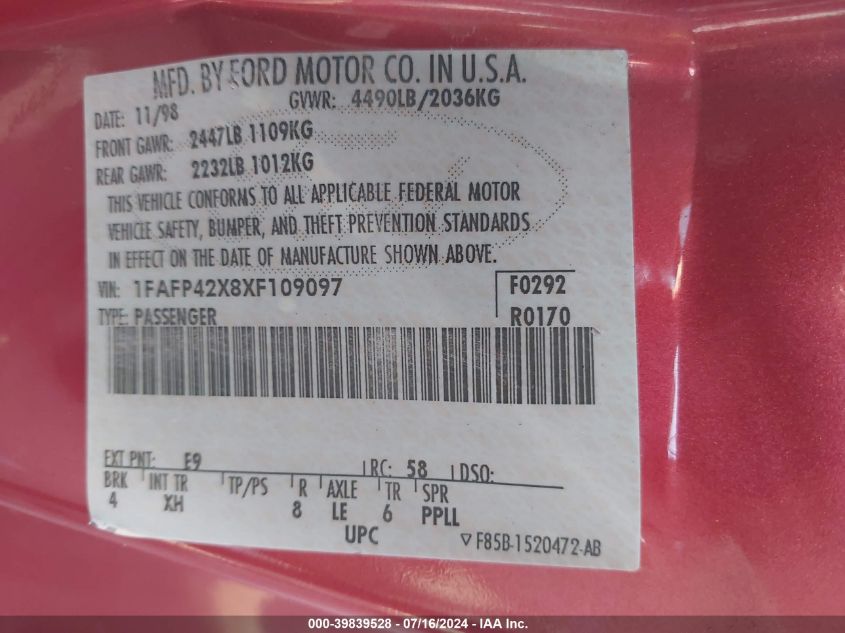 MFD. BY FORD MOTOR CO. IN U.S.A.
DATE: 11/98 GVWR: 4490LB/2036KG
FRONT GAWR: 2447LB 1109KG
REAR GAWR: 2232LB 1012KG
THIS VEHICLE CONFORMS TO ALL APPLICABLE FEDERAL MOTOR
VEHICLE SAFETY, BUMPER, AND THEFT PREVENTION STANDARDS
IN EFFECT ON THE DATE OF MANUFACTURE SHOWN ABOVE.
VIN: 1FAFP42X8XF109097 F0292
TYPE: PASSENGER R0170
EXT PNT: E9 RC: 58 DSO:
BRK INT TR TP/PS R AXLE TR SPR
4 XH 8 LE 6 PPLL
UPC ▽F85B-1520472-AB
000-39839528 - 07/16/2024 - IAA Inc.